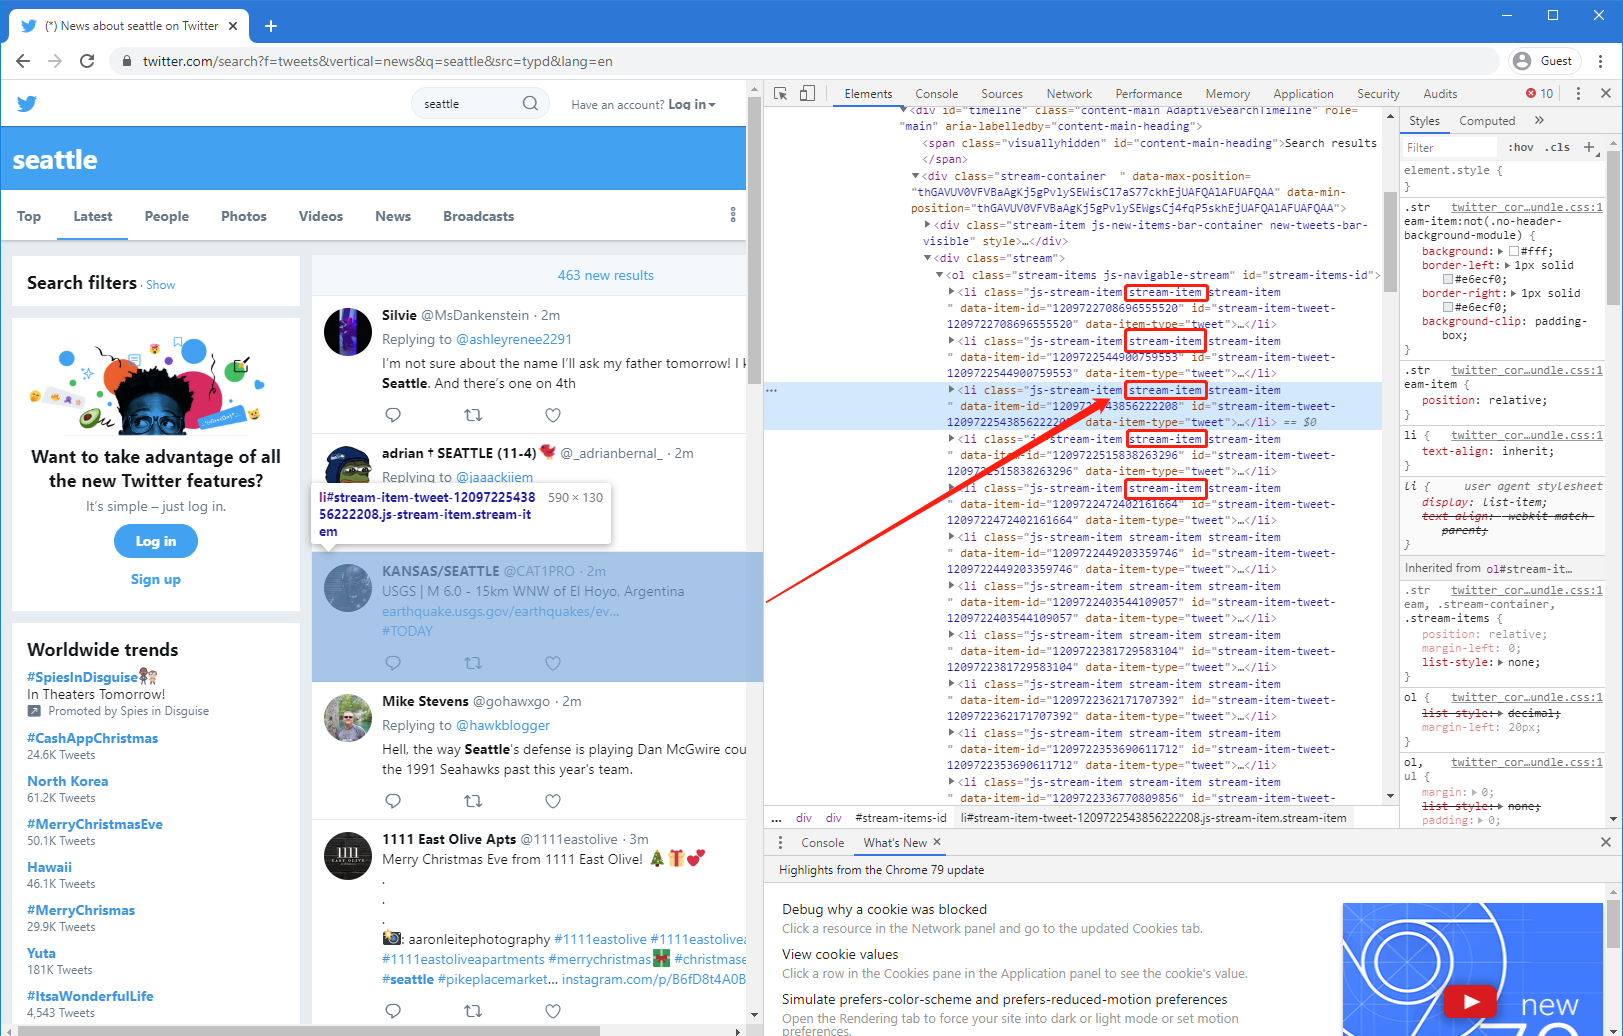 (*) News about seattle on Twitter
twitter.com/search?f=tweets&vertical=news&q=seattle&src=typd&lang=en
Guest
seattle
Have an account? Log in
seattle
Top Latest People Photos Videos News Broadcasts
Search filters · Show
Want to take advantage of all
the new Twitter features?
It's simple – just log in.
Log in
Sign up
Worldwide trends
#SpiesInDisguise
In Theaters Tomorrow!
Promoted by Spies in Disguise
#CashAppChristmas
24.6K Tweets
North Korea
61.2K Tweets
#MerryChristmasEve
50.1K Tweets
Hawaii
46.1K Tweets
#MerryChrismas
29.9K Tweets
Yuta
181K Tweets
#ItsaWonderfulLife
4,543 Tweets
463 new results
Silvie @MsDankenstein · 2m
Replying to @ashleyrenee2291
I'm not sure about the name I'll ask my father tomorrow! I k
Seattle. And there's one on 4th
adrian † SEATTLE (11-4) @_adrianbernal_ · 2m
Replying to @jaaackiiem
li#stream-item-tweet-12097225438 590 × 130
56222208.js-stream-item.stream-it
em
KANSAS/SEATTLE @CAT1PRO · 2m
USGS | M 6.0 - 15km WNW of El Hoyo, Argentina
earthquake.usgs.gov/earthquakes/ev…
#TODAY
Mike Stevens @gohawxgo · 2m
Replying to @hawkblogger
Hell, the way Seattle's defense is playing Dan McGwire cou
the 1991 Seahawks past this year's team.
1111 East Olive Apts @1111eastolive · 3m
Merry Christmas Eve from 1111 East Olive!
.
.
.
: aaronleitephotography #1111eastolive #1111eastolivea
#1111eastoliveapartments #merrychristmas #christmase
#seattle #pikeplacemarket… instagram.com/p/B6fD8t4A0B
1111
EAST OLIVE
Elements Console Sources Network Performance Memory Application Security Audits 10
<div id="timeline" class="content-main AdaptiveSearchTimeline" role=
"main" aria-labelledby="content-main-heading">
<span class="visuallyhidden" id="content-main-heading">Search results
</span>
<div class="stream-container  " data-max-position=
"thGAVUV0VFVBaAgKj5gPvlySEWisC17aS77ckhEjUAFQAlAFUAFQAA" data-min-
position="thGAVUV0VFVBaAgKj5gPvlySEWgsCj4fqP5skhEjUAFQAlAFUAFQAA">
<div class="stream-item js-new-items-bar-container new-tweets-bar-
visible" style>…</div>
<div class="stream">
<ol class="stream-items js-navigable-stream" id="stream-items-id">
<li class="js-stream-item stream-item stream-item
" data-item-id="1209722708696555520" id="stream-item-tweet-
1209722708696555520" data-item-type="tweet">…</li>
<li class="js-stream-item stream-item stream-item
" data-item-id="1209722544900759553" id="stream-item-tweet-
1209722544900759553" data-item-type="tweet">…</li>
<li class="js-stream-item stream-item stream-item
" data-item-id="1209722543856222208" id="stream-item-tweet-
1209722543856222208" data-item-type="tweet">…</li> == $0
<li class="js-stream-item stream-item stream-item
" data-item-id="1209722515838263296" id="stream-item-tweet-
1209722515838263296" data-item-type="tweet">…</li>
<li class="js-stream-item stream-item stream-item
" data-item-id="1209722472402161664" id="stream-item-tweet-
1209722472402161664" data-item-type="tweet">…</li>
<li class="js-stream-item stream-item stream-item
" data-item-id="1209722449203359746" id="stream-item-tweet-
1209722449203359746" data-item-type="tweet">…</li>
<li class="js-stream-item stream-item stream-item
" data-item-id="1209722403544109057" id="stream-item-tweet-
1209722403544109057" data-item-type="tweet">…</li>
<li class="js-stream-item stream-item stream-item
" data-item-id="1209722381729583104" id="stream-item-tweet-
1209722381729583104" data-item-type="tweet">…</li>
<li class="js-stream-item stream-item stream-item
" data-item-id="1209722362171707392" id="stream-item-tweet-
1209722362171707392" data-item-type="tweet">…</li>
<li class="js-stream-item stream-item stream-item
" data-item-id="1209722353690611712" id="stream-item-tweet-
1209722353690611712" data-item-type="tweet">…</li>
<li class="js-stream-item stream-item stream-item
" data-item-id="1209722336770809856" id="stream-item-tweet-
… div div #stream-items-id li#stream-item-tweet-1209722543856222208.js-stream-item.stream-item
Styles Computed »
Filter :hov .cls +
element.style {
}
.str twitter_cor…undle.css:1
eam-item:not(.no-header-
background-module) {
background: #fff;
border-left: 1px solid
#e6ecf0;
border-right: 1px solid
#e6ecf0;
background-clip: padding-
box;
}
.str twitter_cor…undle.css:1
eam-item {
position: relative;
}
li { twitter_cor…undle.css:1
text-align: inherit;
}
li { user agent stylesheet
display: list-item;
text-align: -webkit-match-
parent;
}
Inherited from ol#stream-it…
.str twitter_cor…undle.css:1
eam, .stream-container,
.stream-items {
position: relative;
margin-left: 0;
list-style: none;
}
ol { twitter_cor…undle.css:1
list-style: decimal;
margin-left: 20px;
}
ol, twitter_cor…undle.css:1
ul {
margin: 0;
list-style: none;
padding: 0;
Console What's New
Highlights from the Chrome 79 update
Debug why a cookie was blocked
Click a resource in the Network panel and go to the updated Cookies tab.
View cookie values
Click a row in the Cookies pane in the Application panel to see the cookie's value.
Simulate prefers-color-scheme and prefers-reduced-motion preferences
Open the Rendering tab to force your site into dark or light mode or set motion
preferences.
new
79